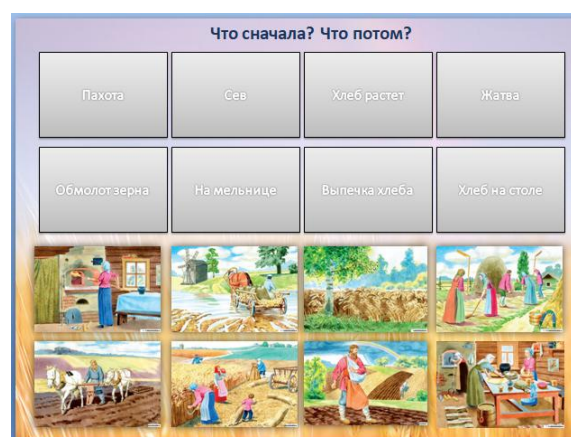 Что сначала? Что потом?
Пахота
Сев
Хлеб растет
Жатва
Обмолот зерна
На мельнице
Выпечка хлеба
Хлеб на столе